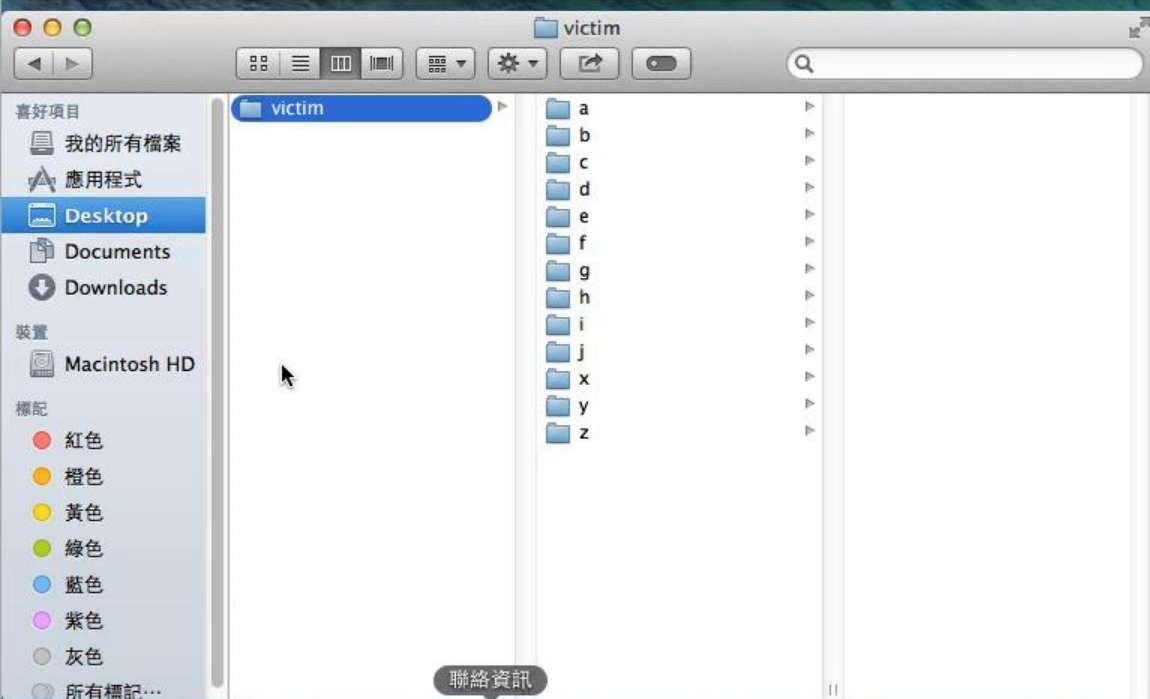 victim
喜好項目
我的所有檔案
應用程式
Desktop
Documents
Downloads
裝置
Macintosh HD
標記
紅色
橙色
黃色
綠色
藍色
紫色
灰色
所有標記…
victim
a
b
c
d
e
f
g
h
i
j
x
y
z
聯絡資訊